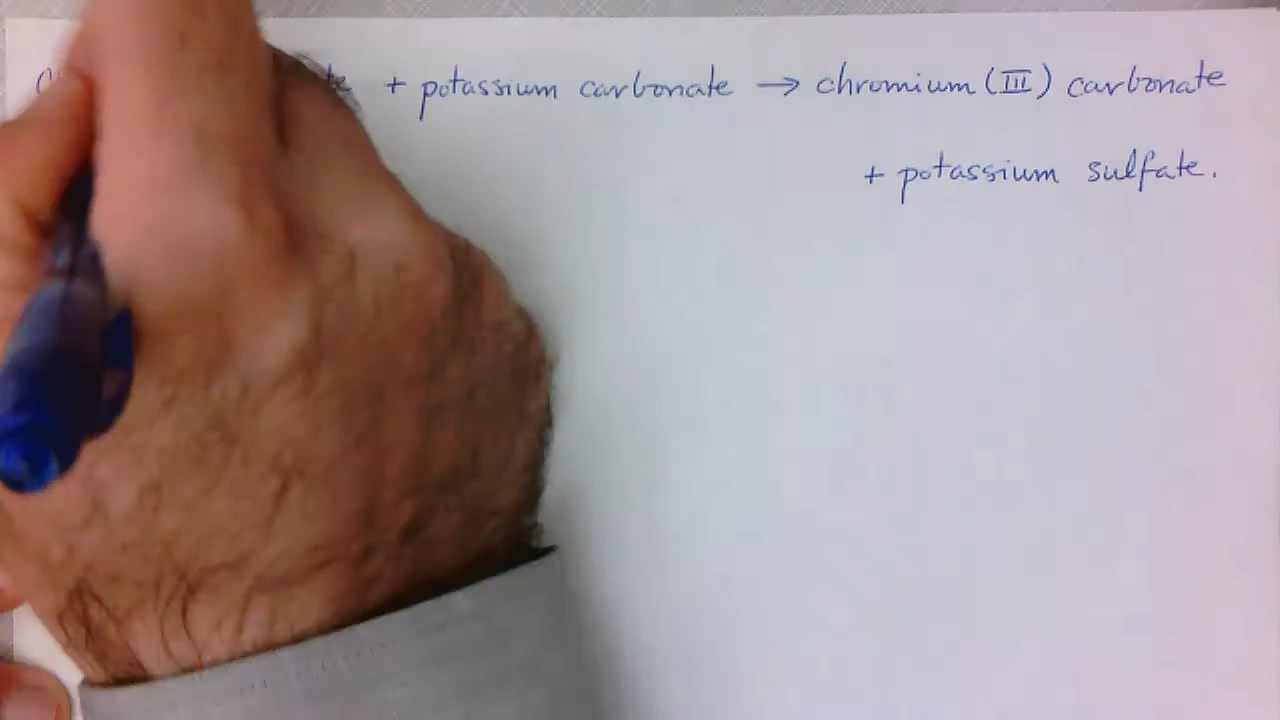 + potassium carbonate → chromium (III) carbonate
+ potassium sulfate.